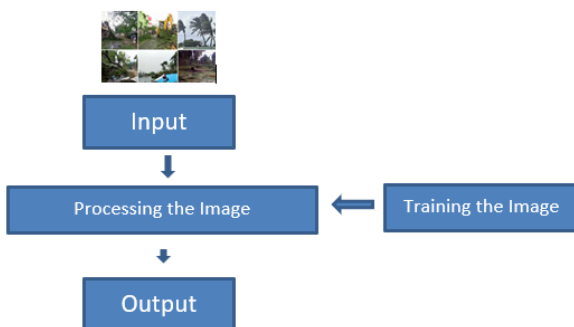 Input
Processing the Image
Training the Image
Output